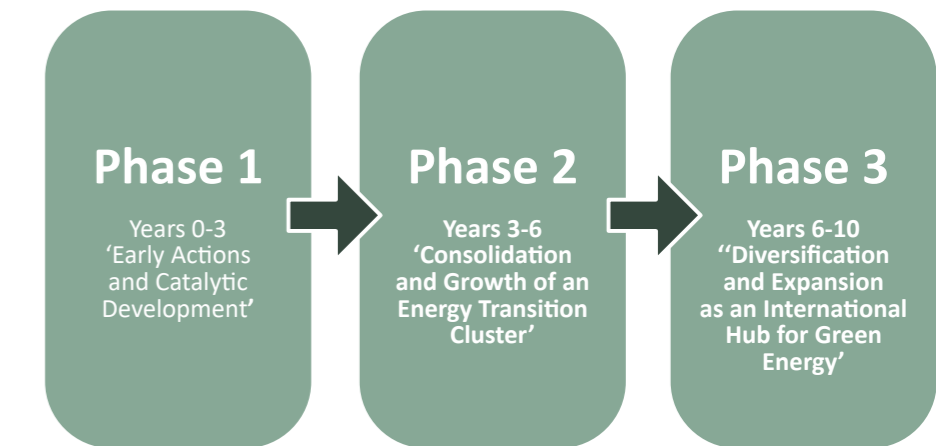 Phase 1
Years 0-3
‘Early Actions
and Catalytic
Development’
Phase 2
Years 3-6
‘Consolidation
and Growth of an
Energy Transition
Cluster’
Phase 3
Years 6-10
‘‘Diversification
and Expansion
as an International
Hub for Green
Energy’